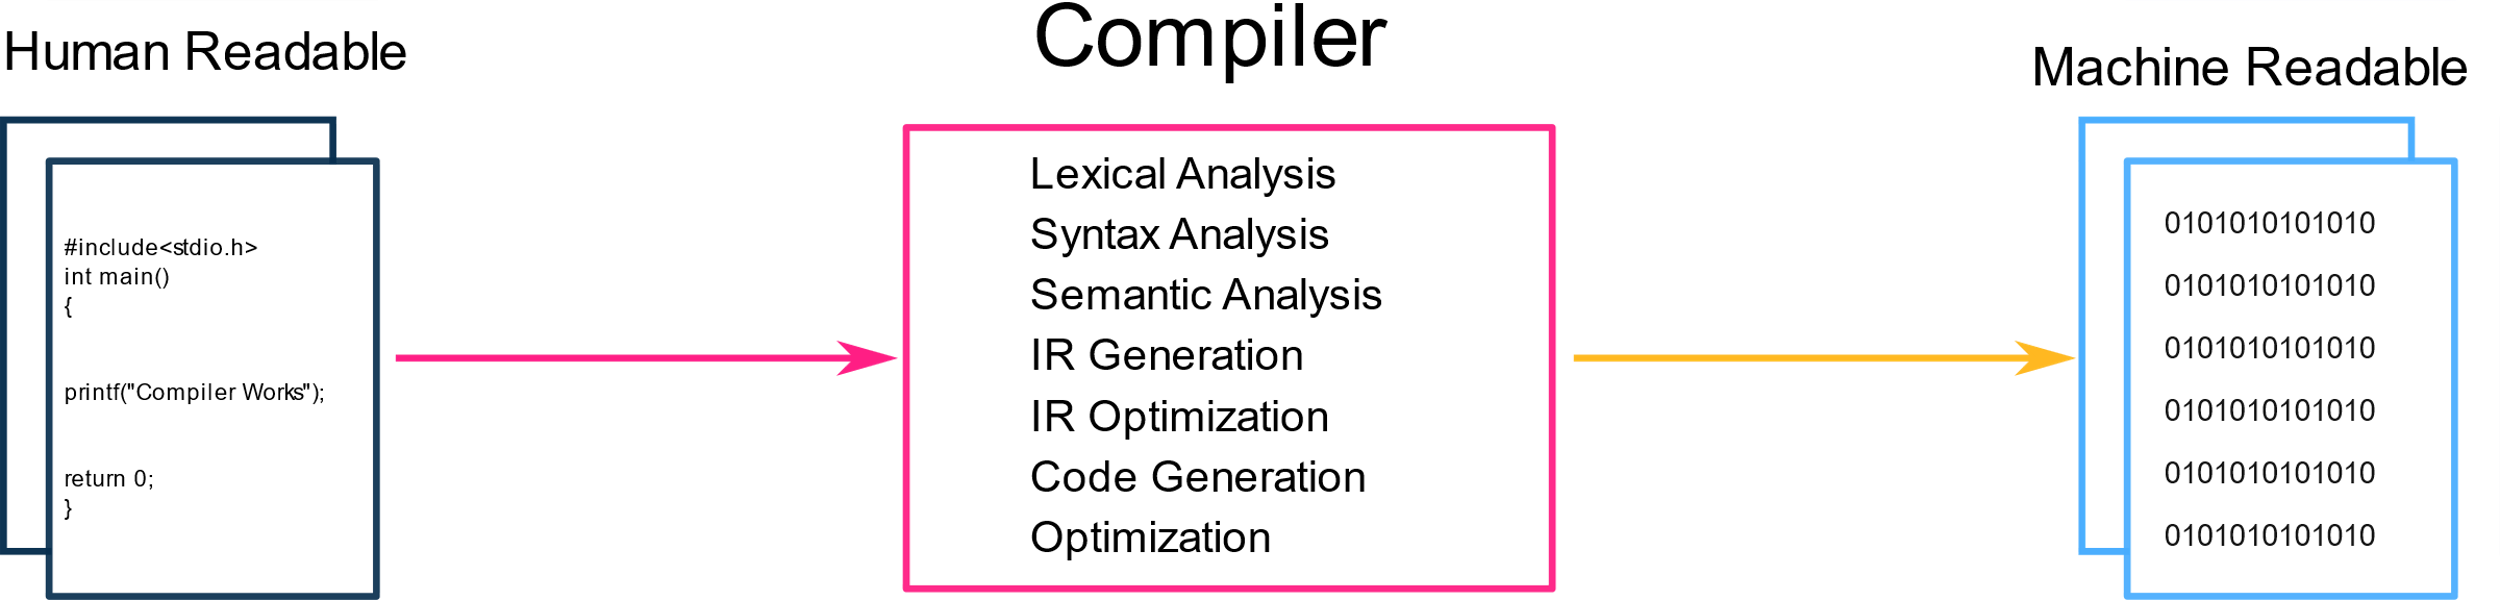 Human Readable
#include<stdio.h>
int main()
{
printf("Compiler Works");
return 0;
}
Compiler
Lexical Analysis
Syntax Analysis
Semantic Analysis
IR Generation
IR Optimization
Code Generation
Optimization
Machine Readable
0101010101010
0101010101010
0101010101010
0101010101010
0101010101010
0101010101010